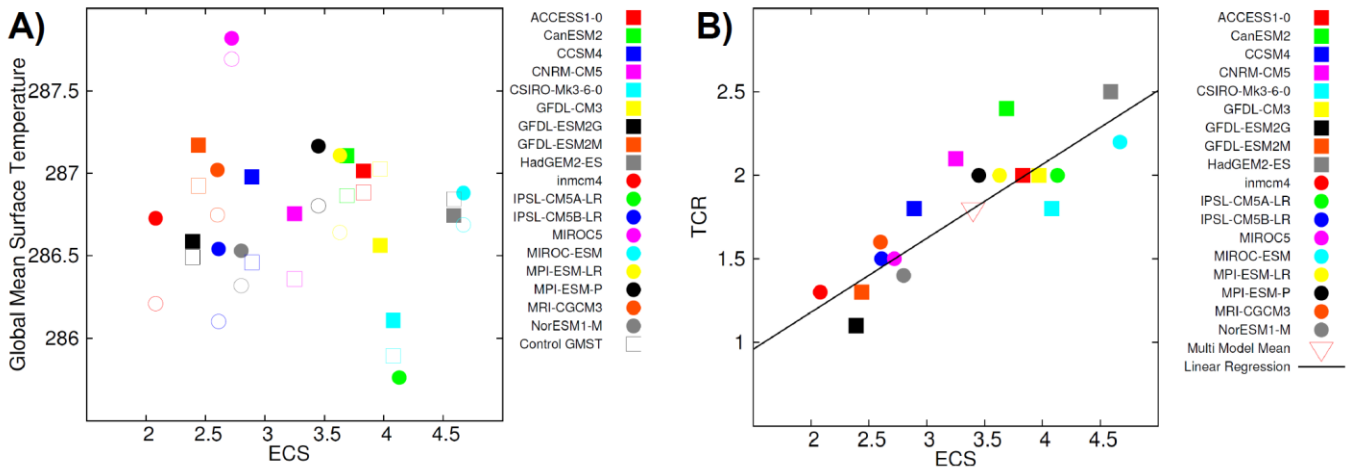 A)
Global Mean Surface Temperature
287.5
287
286.5
286
2 2.5 3 3.5 4 4.5
ECS
ACCESS1-0
CanESM2
CCSM4
CNRM-CM5
CSIRO-Mk3-6-0
GFDL-CM3
GFDL-ESM2G
GFDL-ESM2M
HadGEM2-ES
inmcm4
IPSL-CM5A-LR
IPSL-CM5B-LR
MIROC5
MIROC-ESM
MPI-ESM-LR
MPI-ESM-P
MRI-CGCM3
NorESM1-M
Control GMST
B)
TCR
2.5
2
1.5
1
2 2.5 3 3.5 4 4.5
ECS
ACCESS1-0
CanESM2
CCSM4
CNRM-CM5
CSIRO-Mk3-6-0
GFDL-CM3
GFDL-ESM2G
GFDL-ESM2M
HadGEM2-ES
inmcm4
IPSL-CM5A-LR
IPSL-CM5B-LR
MIROC5
MIROC-ESM
MPI-ESM-LR
MPI-ESM-P
MRI-CGCM3
NorESM1-M
Multi Model Mean
Linear Regression